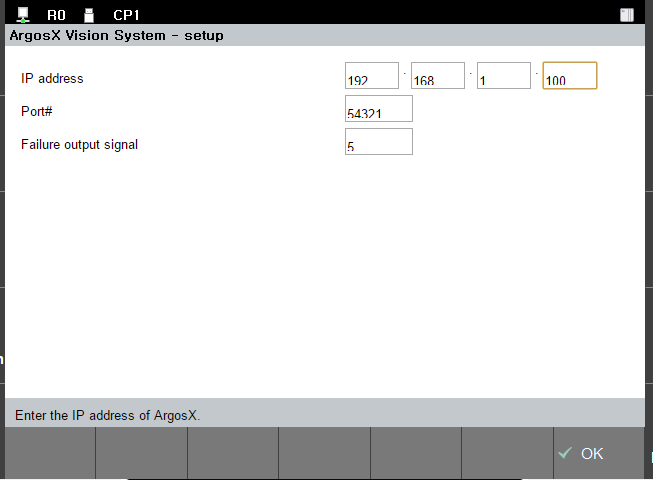 R0 CP1
ArgosX Vision System - setup
IP address 192 . 168 . 1 . 100
Port# 54321
Failure output signal 5
Enter the IP address of ArgosX.
OK